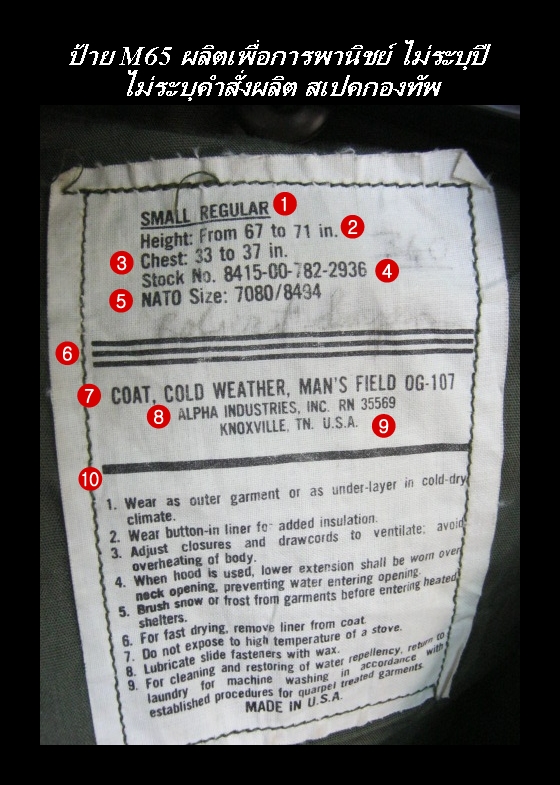 ป้าย M65 ผลิตเพื่อการพานิชย์ ไม่ระบุปี
ไม่ระบุคำสั่งผลิต สเปคกองทัพ
SMALL REGULAR 1
Height: From 67 to 71 in. 2
3 Chest: 33 to 37 in.
Stock No. 8415-00-782-2936 4
5 NATO Size: 7080/8494
6
7 COAT, COLD WEATHER, MAN'S FIELD OG-107
8 ALPHA INDUSTRIES, INC. RN 35569
KNOXVILLE, TN. U.S.A. 9
10
1. Wear as outer garment or as under-layer in cold-dry
climate.
2. Wear button-in liner for added insulation.
3. Adjust closures and drawcords to ventilate; avoid
overheating of body.
4. When hood is used, lower extension shall be worn over
neck opening, preventing water entering opening.
5. Brush snow or frost from garments before entering heated
shelters.
6. For fast drying, remove liner from coat.
7. Do not expose to high temperature of a stove.
8. Lubricate slide fasteners with wax.
9. For cleaning and restoring of water repellency, return to
laundry for machine washing in accordance with
established procedures for quarpel treated garments.
MADE IN U.S.A.